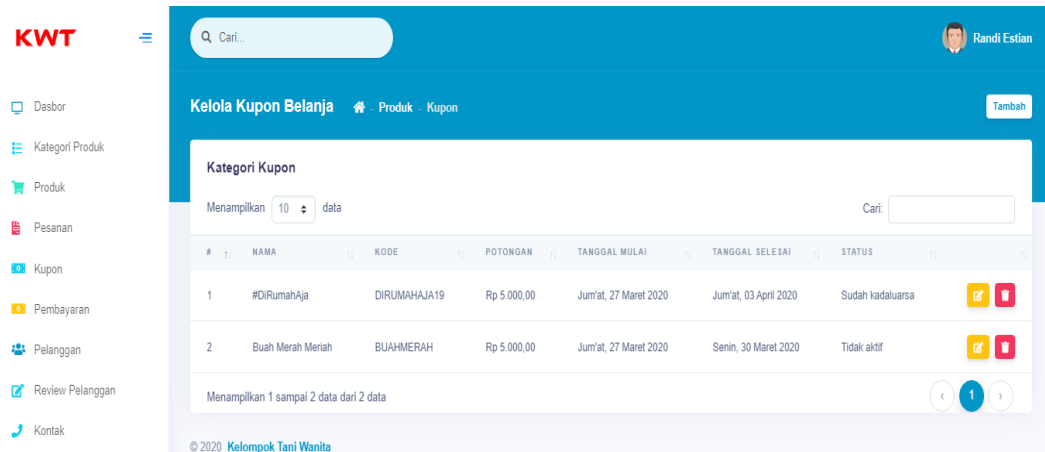 KWT
Cari...
Randi Estian
Dasbor
Kategori Produk
Produk
Pesanan
Kupon
Pembayaran
Pelanggan
Review Pelanggan
Kontak
Kelola Kupon Belanja - Produk - Kupon
Tambah
Kategori Kupon
Menampilkan 10 data
Cari:
# NAMA KODE POTONGAN TANGGAL MULAI TANGGAL SELESAI STATUS
1 #DiRumahAja DIRUMAHAJA19 Rp 5.000,00 Jum'at, 27 Maret 2020 Jum'at, 03 April 2020 Sudah kadaluarsa
2 Buah Merah Meriah BUAHMERAH Rp 5.000,00 Jum'at, 27 Maret 2020 Senin, 30 Maret 2020 Tidak aktif
Menampilkan 1 sampai 2 data dari 2 data
‹ 1 ›
© 2020 Kelompok Tani Wanita